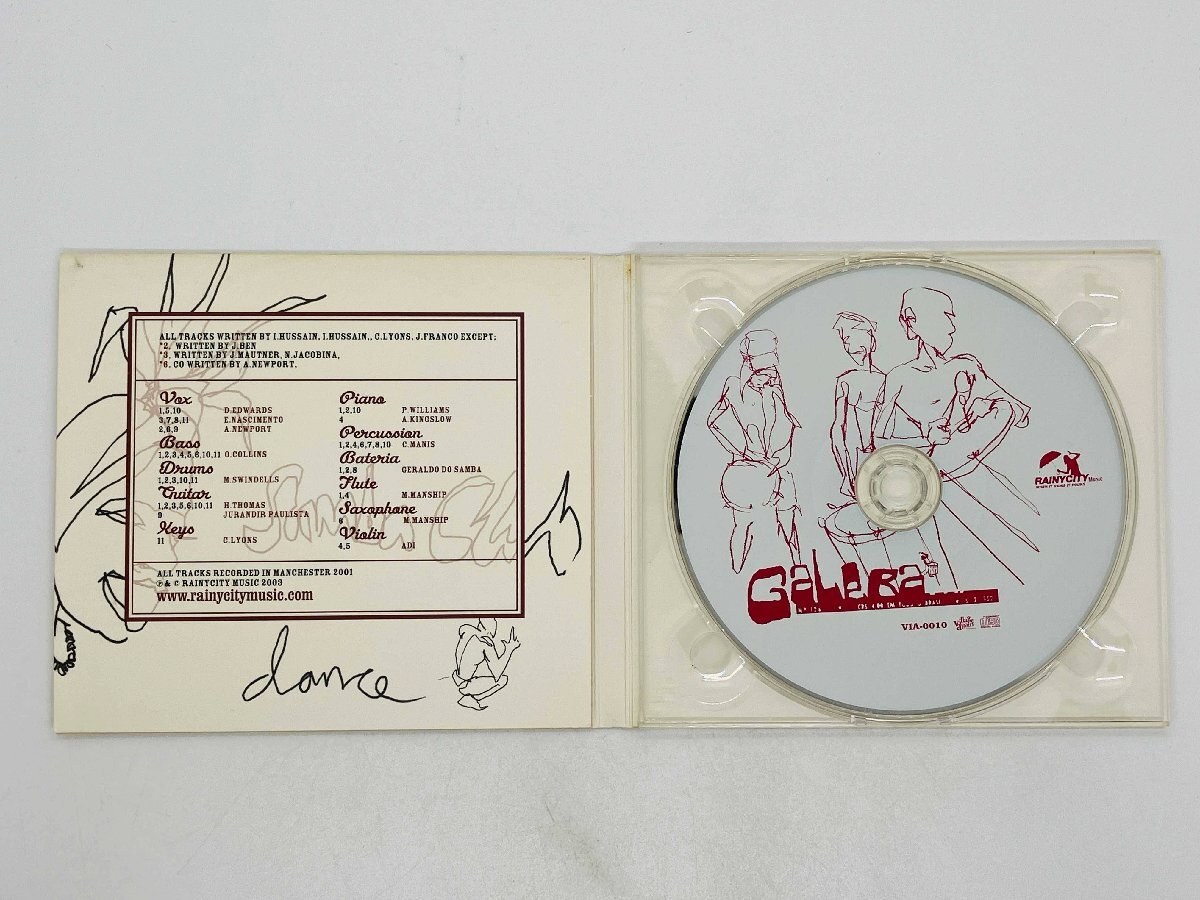 ALL TRACKS WRITTEN BY I.HUSSAIN, I.HUSSAIN,. C.LYONS, J.FRANCO EXCEPT;
*2. WRITTEN BY J.BEN
*3. WRITTEN BY J.MAUTNER, N.JACOBINA,
*6. CO WRITTEN BY A.NEWPORT.
Vox
1,5,10 D.EDWARDS
3,7,8,11 E.NASCIMENTO
2,6,9 A.NEWPORT
Bass
1,2,3,4,5,6,10,11 O.COLLINS
Drums
1,2,3,10,11 M.SWINDELLS
Guitar
1,2,3,5,6,10,11 H.THOMAS
9 JURANDIR PAULISTA
Keys
11 C.LYONS
Piano
1,2,10 P.WILLIAMS
4 A.KINGSLOW
Percussion
1,2,4,6,7,8,10 C.MANIS
Bateria
1,2,8 GERALDO DO SAMBA
Flute
1,4 M.MANSHIP
Saxophone
6 M.MANSHIP
Violin
4,5 ADI
ALL TRACKS RECORDED IN MANCHESTER 2001
℗ & © RAINYCITY MUSIC 2003
www.rainycitymusic.com
dance
RAINYCITY Music
GALERA
VIA-0010